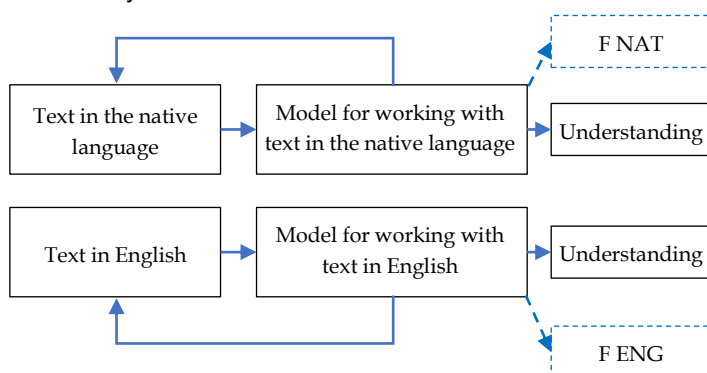 F NAT
Text in the native
language
Model for working with
text in the native language
Understanding
Text in English
Model for working with
text in English
Understanding
F ENG